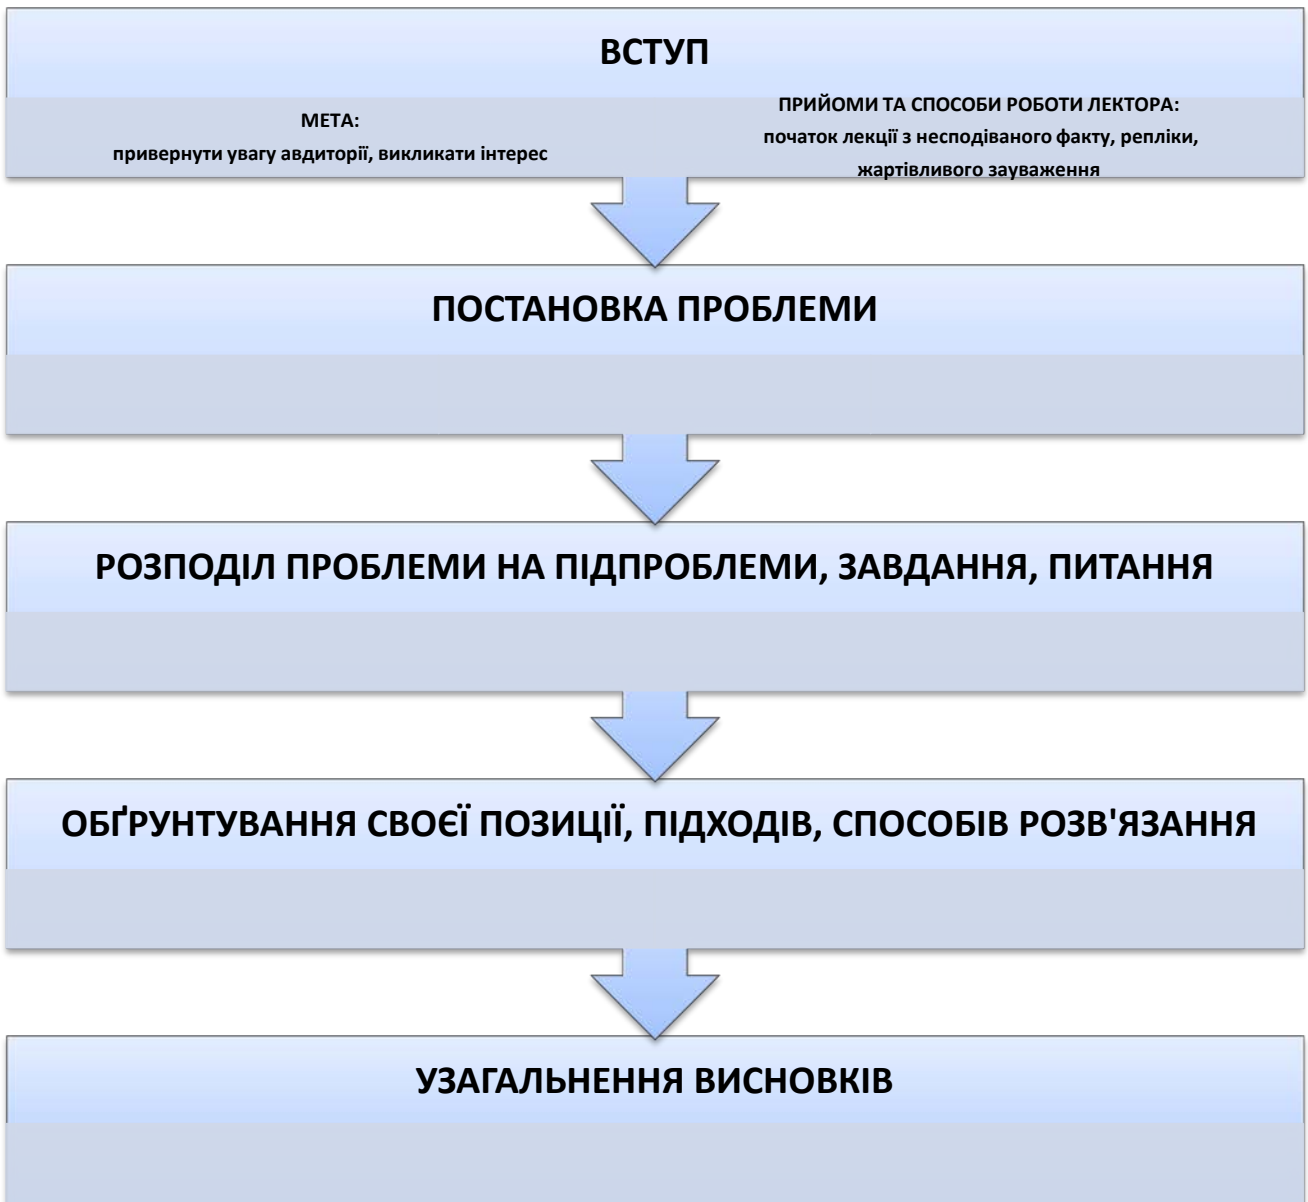 ВСТУП
МЕТА:
привернути увагу авдиторії, викликати інтерес
ПРИЙОМИ ТА СПОСОБИ РОБОТИ ЛЕКТОРА:
початок лекції з несподіваного факту, репліки,
жартівливого зауваження
ПОСТАНОВКА ПРОБЛЕМИ
РОЗПОДІЛ ПРОБЛЕМИ НА ПІДПРОБЛЕМИ, ЗАВДАННЯ, ПИТАННЯ
ОБҐРУНТУВАННЯ СВОЄЇ ПОЗИЦІЇ, ПІДХОДІВ, СПОСОБІВ РОЗВ'ЯЗАННЯ
УЗАГАЛЬНЕННЯ ВИСНОВКІВ